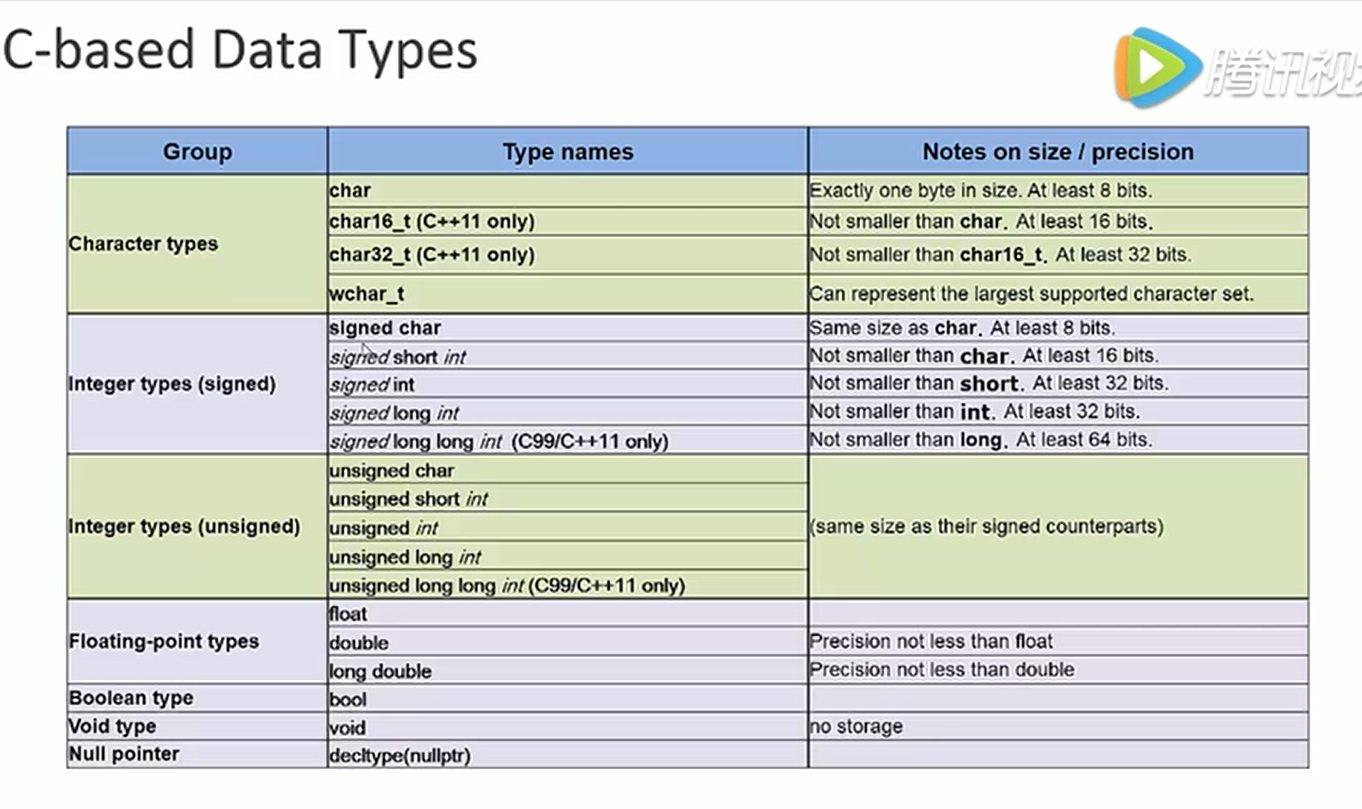 C-based Data Types
腾讯视
Group Type names Notes on size / precision
Character types
char Exactly one byte in size. At least 8 bits.
char16_t (C++11 only) Not smaller than char. At least 16 bits.
char32_t (C++11 only) Not smaller than char16_t. At least 32 bits.
wchar_t Can represent the largest supported character set.
Integer types (signed)
signed char Same size as char. At least 8 bits.
signed short int Not smaller than char. At least 16 bits.
signed int Not smaller than short. At least 32 bits.
signed long int Not smaller than int. At least 32 bits.
signed long long int (C99/C++11 only) Not smaller than long. At least 64 bits.
Integer types (unsigned)
unsigned char
unsigned short int
unsigned int (same size as their signed counterparts)
unsigned long int
unsigned long long int (C99/C++11 only)
Floating-point types
float
double Precision not less than float
long double Precision not less than double
Boolean type bool
Void type void no storage
Null pointer decltype(nullptr)